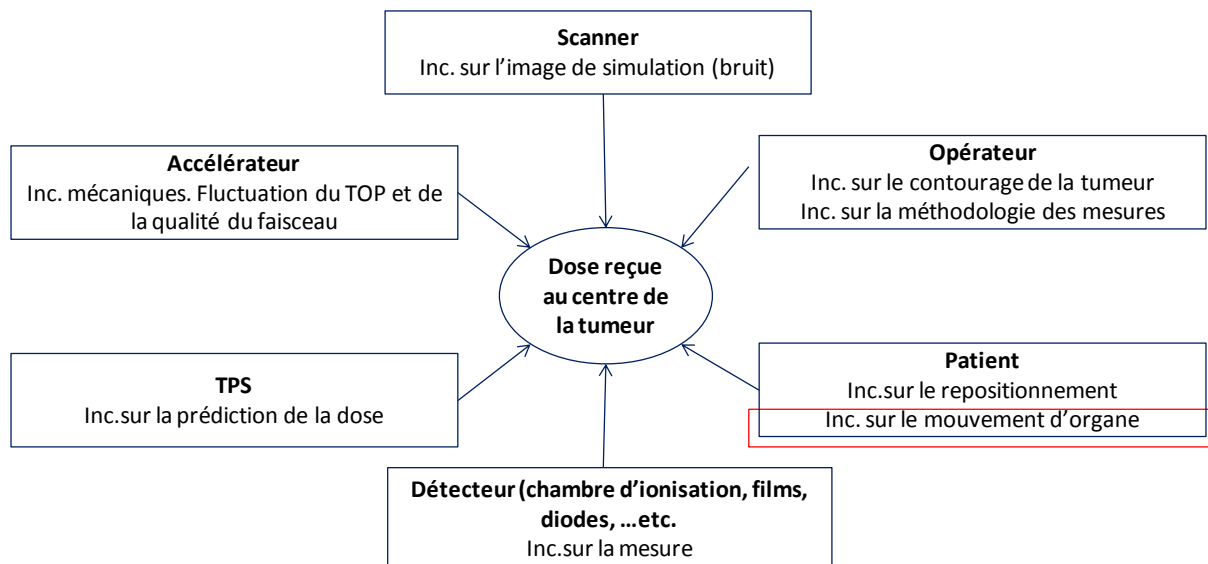 Scanner
Inc. sur l’image de simulation (bruit)
Accélérateur
Inc. mécaniques. Fluctuation du TOP et de
la qualité du faisceau
Opérateur
Inc. sur le contourage de la tumeur
Inc. sur la méthodologie des mesures
Dose reçue
au centre de
la tumeur
TPS
Inc.sur la prédiction de la dose
Patient
Inc.sur le repositionnement
Inc. sur le mouvement d’organe
Détecteur (chambre d’ionisation, films,
diodes, ...etc.
Inc.sur la mesure